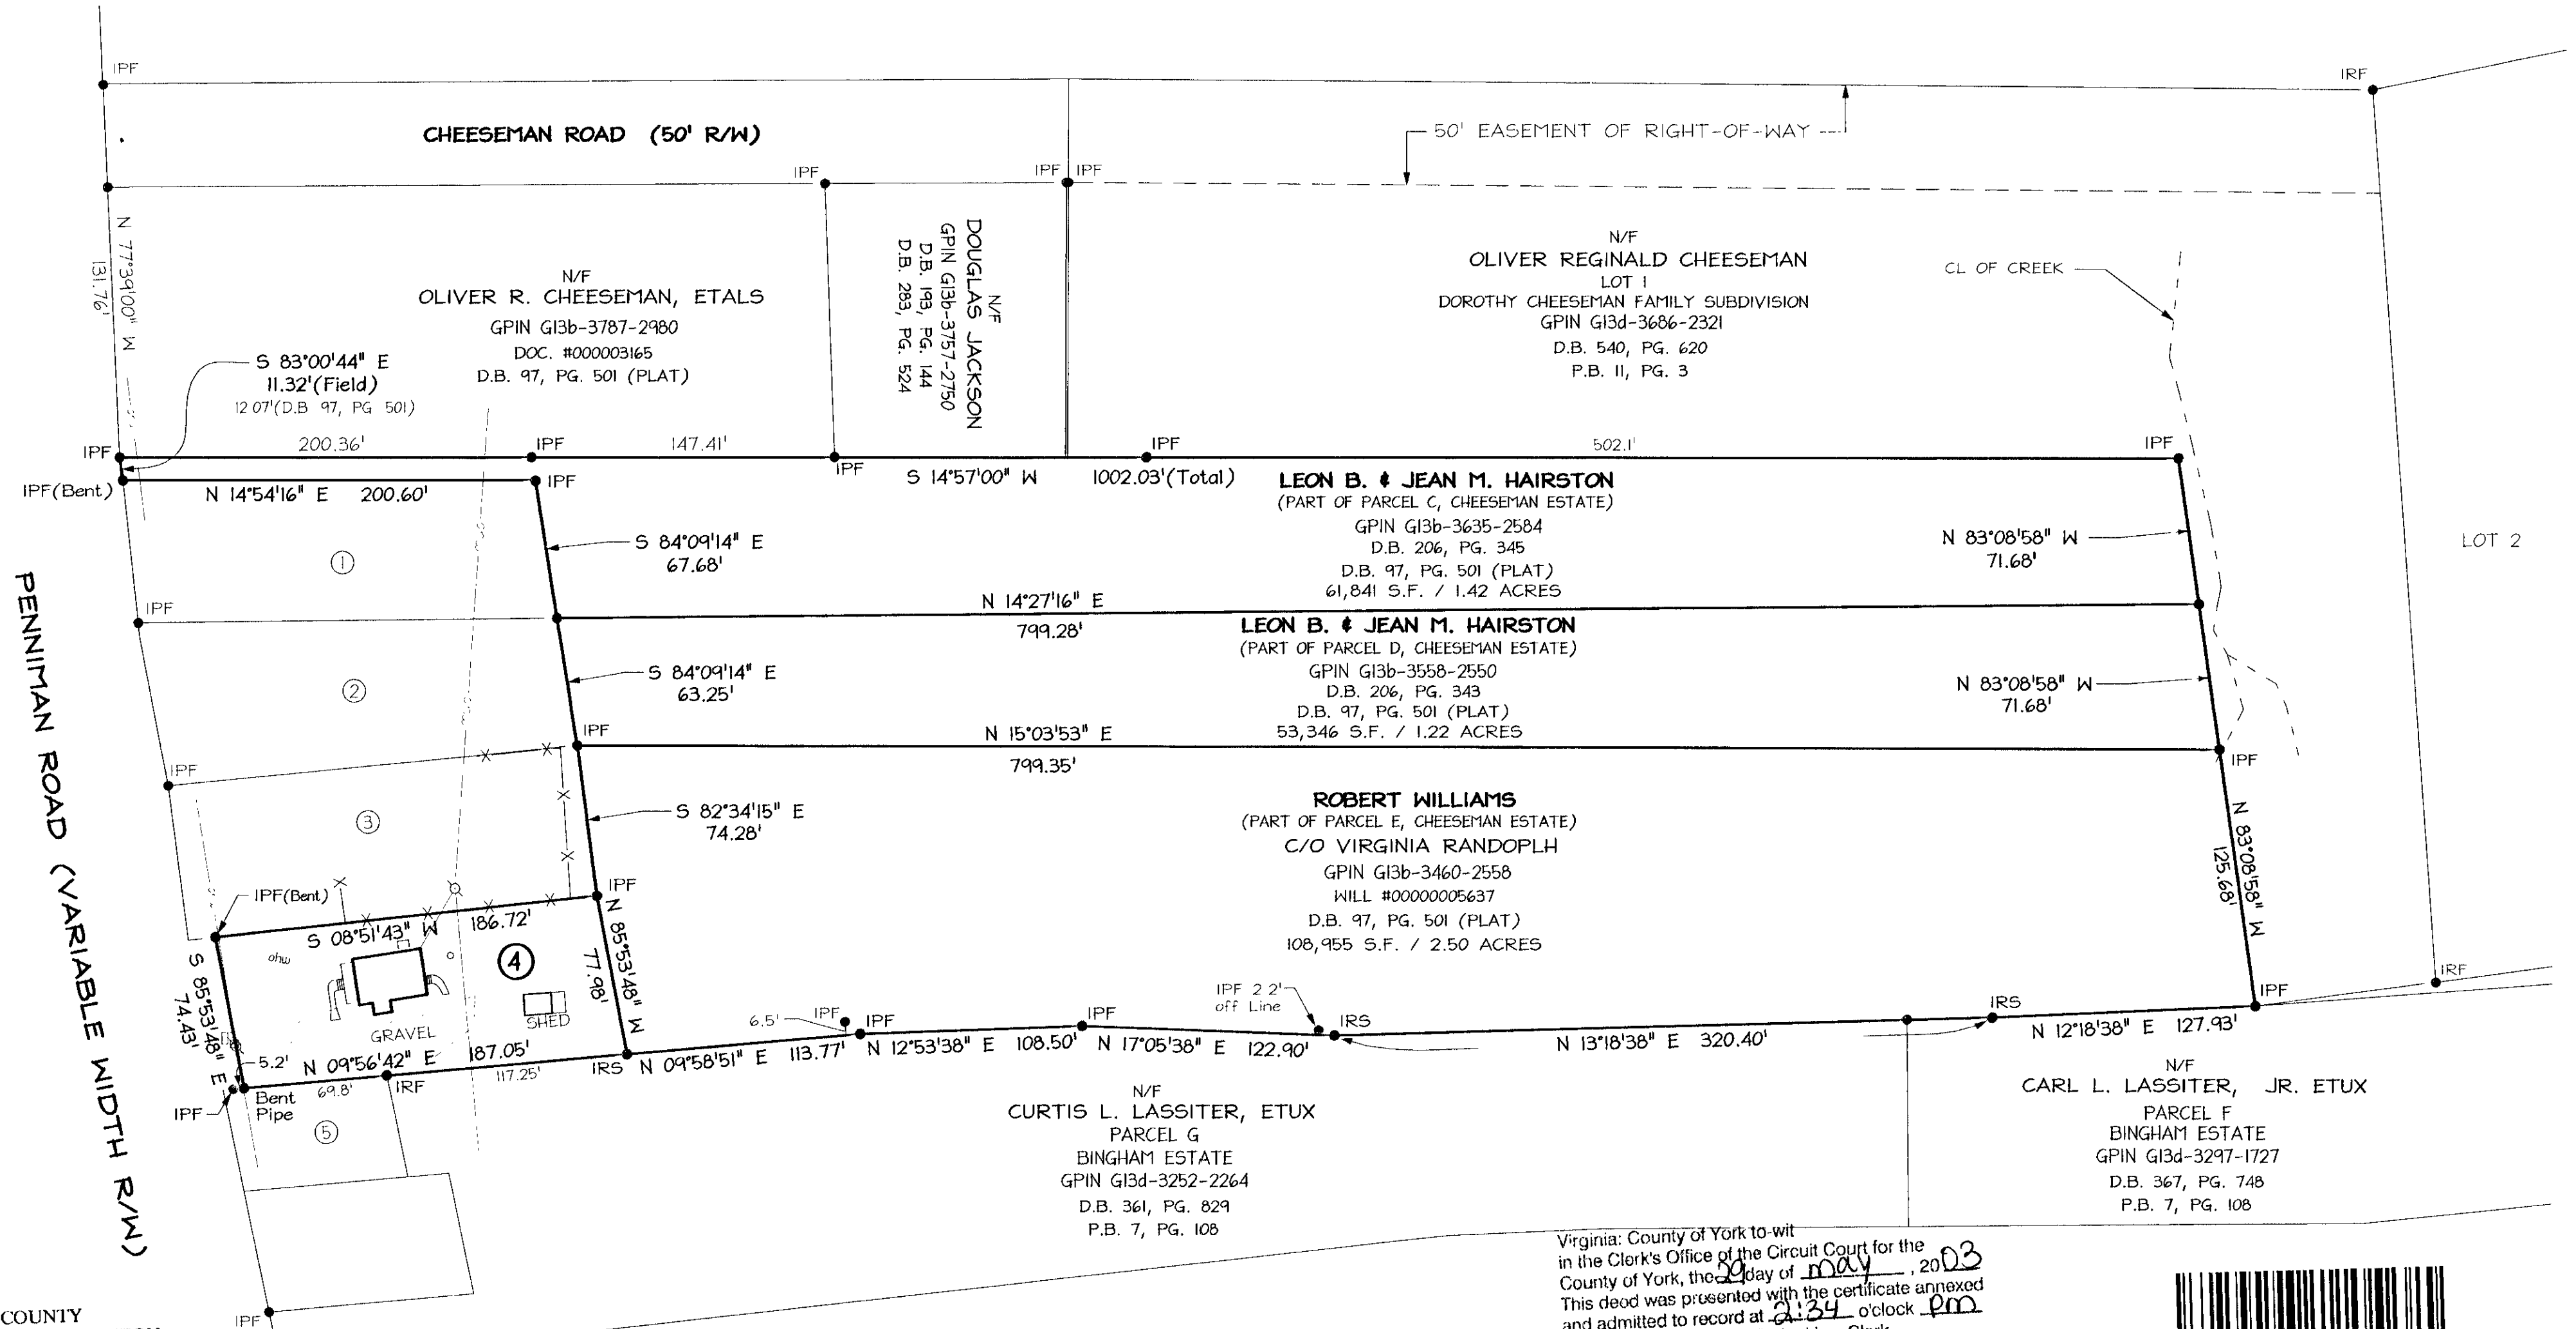 IPF
IRF
CHEESEMAN ROAD (50' R/W)
50' EASEMENT OF RIGHT-OF-WAY
IPF
IPF
IPF
N 77°39'00" W
131.76'
N/F
OLIVER R. CHEESEMAN, ETALS
GPIN G13b-3787-2980
DOC. #000003165
D.B. 97, PG. 501 (PLAT)
N/F
DOUGLAS JACKSON
GPIN G13b-3757-2750
D.B. 193, PG. 144
D.B. 283, PG. 524
N/F
OLIVER REGINALD CHEESEMAN
LOT 1
DOROTHY CHEESEMAN FAMILY SUBDIVISION
GPIN G13d-3686-2321
D.B. 540, PG. 620
P.B. 11, PG. 3
CL OF CREEK
S 83°00'44" E
11.32'(Field)
12 07'(D.B 97, PG 501)
IPF
200.36'
IPF
147.41'
IPF
S 14°57'00" W
1002.03'(Total)
IPF
502.1'
IPF
IPF(Bent)
N 14°54'16" E 200.60'
IPF
LEON B. & JEAN M. HAIRSTON
(PART OF PARCEL C, CHEESEMAN ESTATE)
GPIN G13b-3635-2584
D.B. 206, PG. 345
D.B. 97, PG. 501 (PLAT)
61,841 S.F. / 1.42 ACRES
S 84°09'14" E
67.68'
N 83°08'58" W
71.68'
LOT 2
1
IPF
N 14°27'16" E
799.28'
LEON B. & JEAN M. HAIRSTON
(PART OF PARCEL D, CHEESEMAN ESTATE)
GPIN G13b-3558-2550
D.B. 206, PG. 343
D.B. 97, PG. 501 (PLAT)
53,346 S.F. / 1.22 ACRES
S 84°09'14" E
63.25'
N 83°08'58" W
71.68'
2
IPF
N 15°03'53" E
799.35'
IPF
IPF
PENNIMAN ROAD (VARIABLE WIDTH R/W)
3
S 82°34'15" E
74.28'
ROBERT WILLIAMS
(PART OF PARCEL E, CHEESEMAN ESTATE)
C/O VIRGINIA RANDOPLH
GPIN G13b-3460-2558
WILL #00000005637
D.B. 97, PG. 501 (PLAT)
108,955 S.F. / 2.50 ACRES
N 83°08'58" W
125.68'
IPF(Bent)
IPF
S 08°51'43" W
186.72'
ohw
4
GRAVEL
SHED
N 85°53'48" W
77.98'
S 85°53'48" E
74.43'
5.2'
IPF
Bent
Pipe
N 09°56'42" E 187.05'
69.8'
IRF
117.25'
IRS
N 09°58'51" E 113.77'
6.5'
IPF
IPF
N 12°53'38" E 108.50'
IPF
N 17°05'38" E 122.90'
IPF 2 2'
off Line
IRS
N 13°18'38" E 320.40'
IRS
N 12°18'38" E 127.93'
IPF
IRF
5
N/F
CURTIS L. LASSITER, ETUX
PARCEL G
BINGHAM ESTATE
GPIN G13d-3252-2264
D.B. 361, PG. 829
P.B. 7, PG. 108
N/F
CARL L. LASSITER, JR. ETUX
PARCEL F
BINGHAM ESTATE
GPIN G13d-3297-1727
D.B. 367, PG. 748
P.B. 7, PG. 108
IPF
COUNTY
Virginia: County of York to-wit
in the Clerk's Office of the Circuit Court for the
County of York, the 29 day of may, 2003
This deed was presented with the certificate annexed
and admitted to record at 2:34 o'clock pm